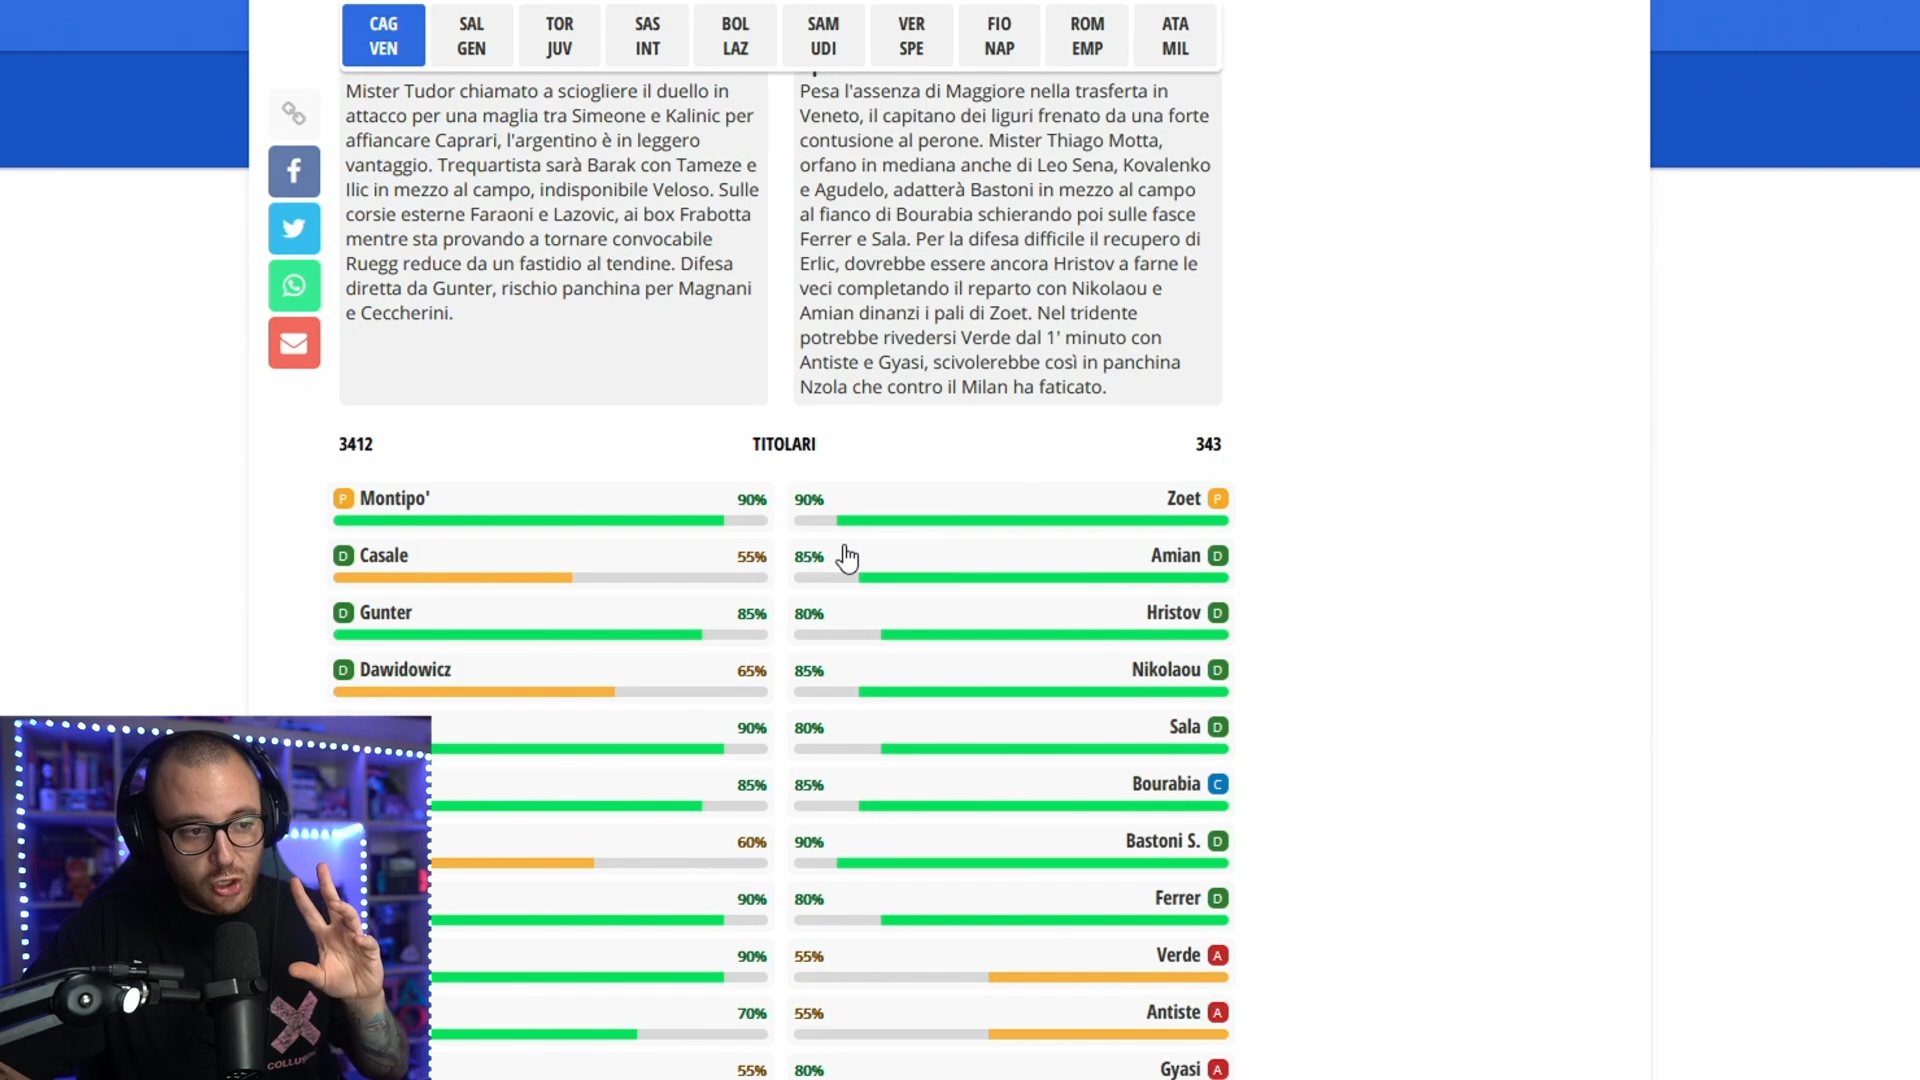 CAG
VEN
SAL
GEN
TOR
JUV
SAS
INT
BOL
LAZ
SAM
UDI
VER
SPE
FIO
NAP
ROM
EMP
ATA
MIL
Mister Tudor chiamato a sciogliere il duello in
attacco per una maglia tra Simeone e Kalinic per
affiancare Caprari, l'argentino è in leggero
vantaggio. Trequartista sarà Barak con Tameze e
Ilic in mezzo al campo, indisponibile Veloso. Sulle
corsie esterne Faraoni e Lazovic, ai box Frabotta
mentre sta provando a tornare convocabile
Ruegg reduce da un fastidio al tendine. Difesa
diretta da Gunter, rischio panchina per Magnani
e Ceccherini.
Pesa l'assenza di Maggiore nella trasferta in
Veneto, il capitano dei liguri frenato da una forte
contusione al perone. Mister Thiago Motta,
orfano in mediana anche di Leo Sena, Kovalenko
e Agudelo, adatterà Bastoni in mezzo al campo
al fianco di Bourabia schierando poi sulle fasce
Ferrer e Sala. Per la difesa difficile il recupero di
Erlic, dovrebbe essere ancora Hristov a farne le
veci completando il reparto con Nikolaou e
Amian dinanzi i pali di Zoet. Nel tridente
potrebbe rivedersi Verde dal 1' minuto con
Antiste e Gyasi, scivolerebbe così in panchina
Nzola che contro il Milan ha faticato.
3412 TITOLARI 343
P Montipo' 90% 90% Zoet P
D Casale 55% 85% Amian D
D Gunter 85% 80% Hristov D
D Dawidowicz 65% 85% Nikolaou D
90% 80% Sala D
85% 85% Bourabia C
60% 90% Bastoni S. D
90% 80% Ferrer D
90% 55% Verde A
70% 55% Antiste A
55% 80% Gyasi A